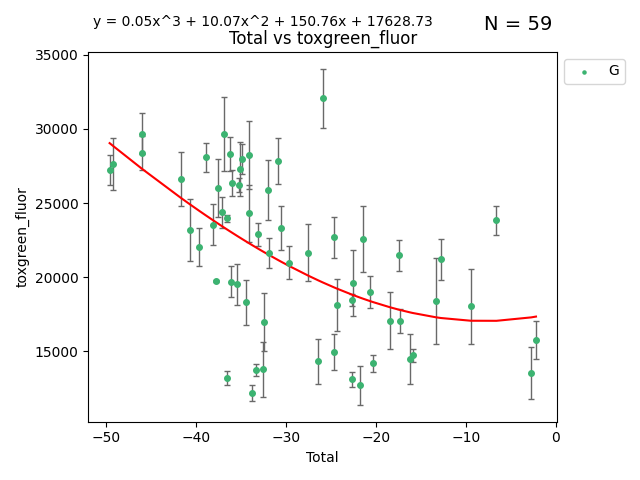 y = 0.05x^3 + 10.07x^2 + 150.76x + 17628.73
N = 59
Total vs toxgreen_fluor
G
35000
30000
25000
20000
15000
toxgreen_fluor
−50
−40
−30
−20
−10
0
Total